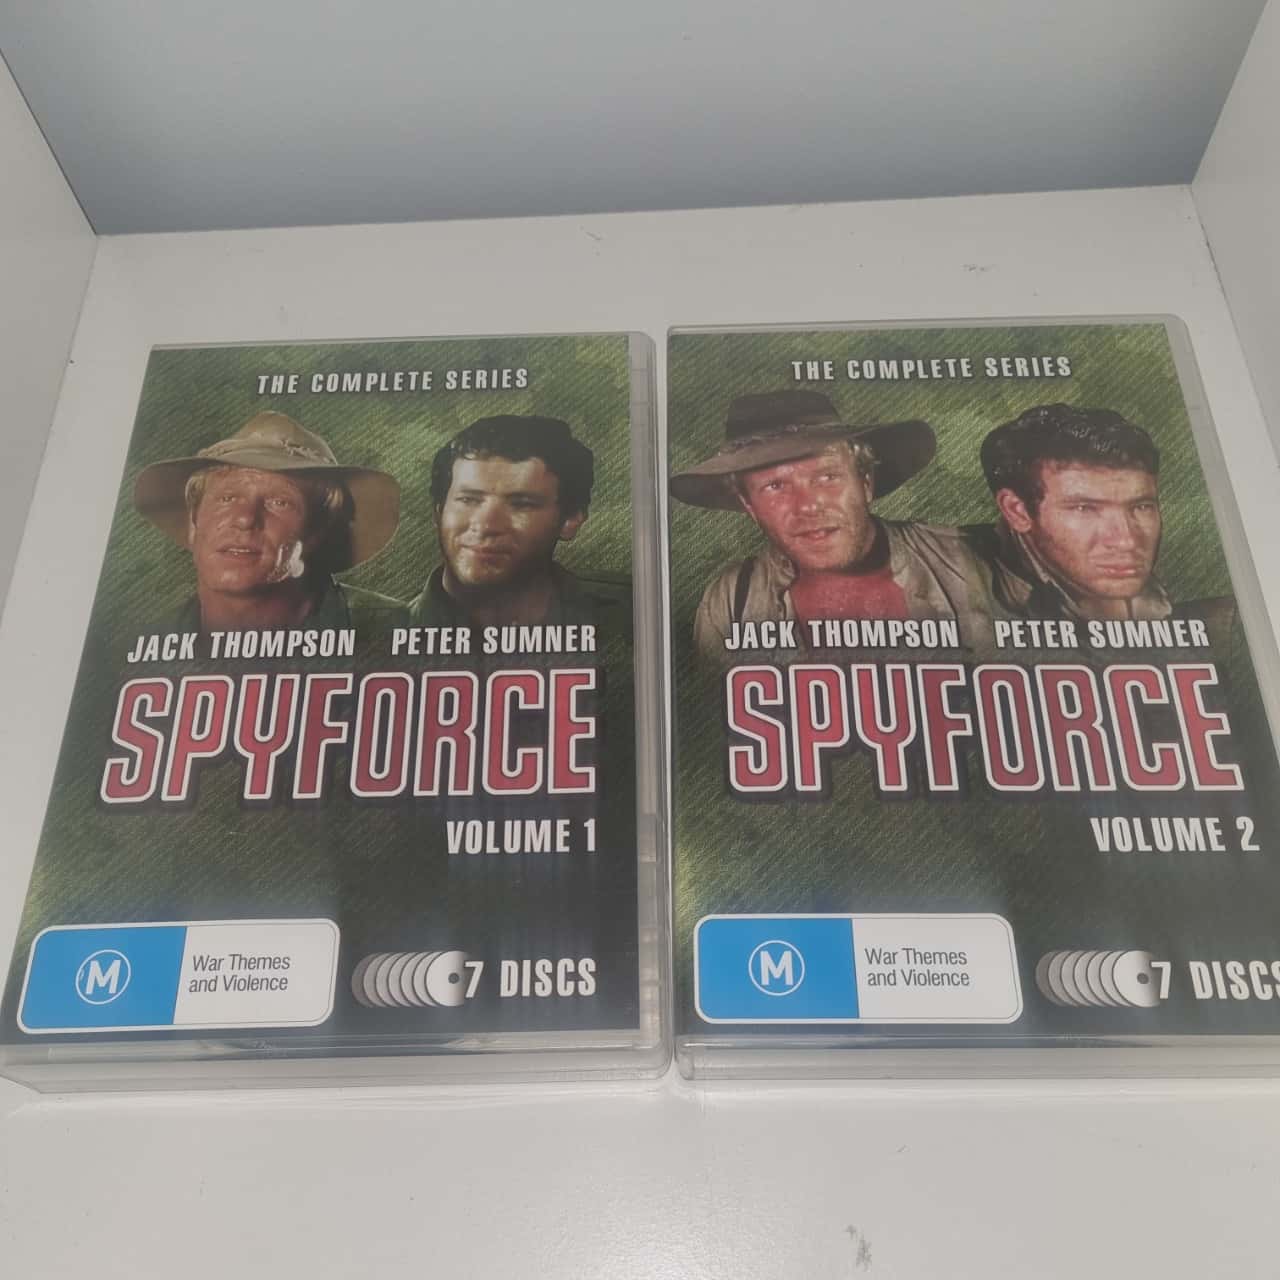 THE COMPLETE SERIES
JACK THOMPSON PETER SUMNER
SPYFORCE
VOLUME 1
M
War Themes
and Violence
7 DISCS
THE COMPLETE SERIES
JACK THOMPSON PETER SUMNER
SPYFORCE
VOLUME 2
M
War Themes
and Violence
7 DISCS